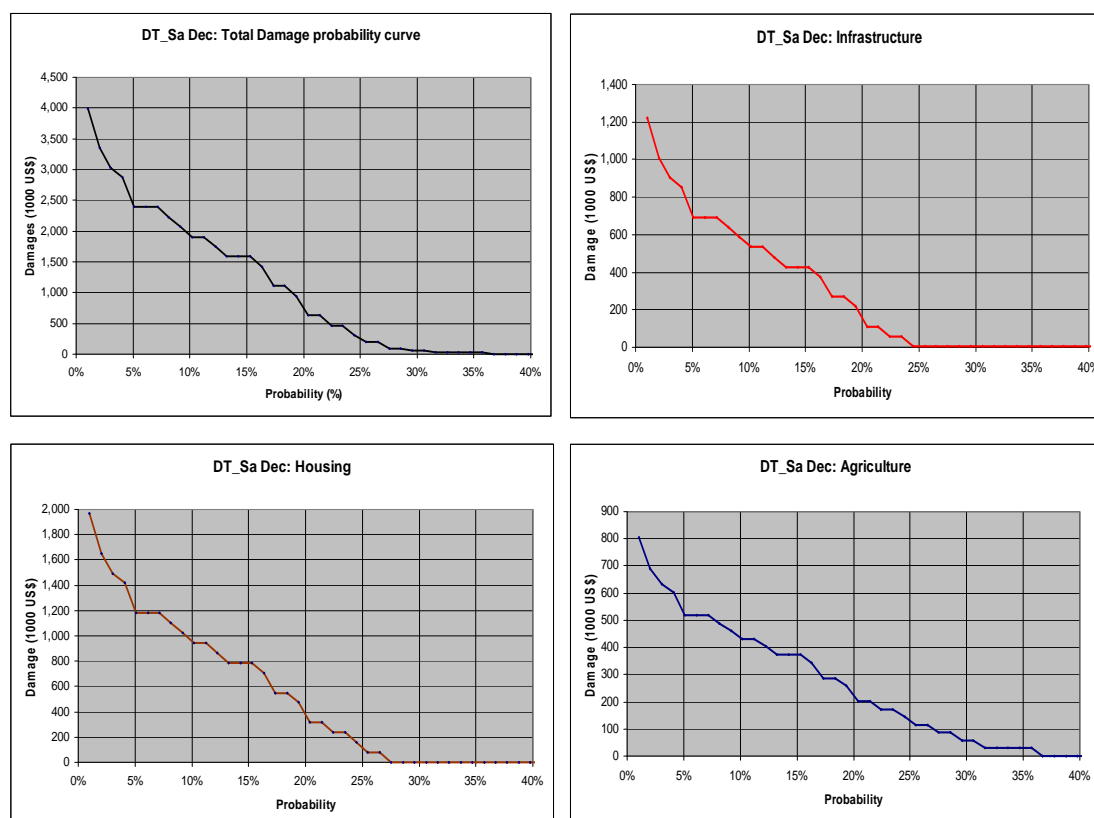 DT_Sa Dec: Total Damage probability curve
Damages (1000 US$)
4,500
4,000
3,500
3,000
2,500
2,000
1,500
1,000
500
0
0% 5% 10% 15% 20% 25% 30% 35% 40%
Probability (%)
DT_Sa Dec: Infrastructure
Damage (1000 US$)
1,400
1,200
1,000
800
600
400
200
0
0% 5% 10% 15% 20% 25% 30% 35% 40%
Probability
DT_Sa Dec: Housing
Damage (1000 US$)
2,000
1,800
1,600
1,400
1,200
1,000
800
600
400
200
0
0% 5% 10% 15% 20% 25% 30% 35% 40%
Probability
DT_Sa Dec: Agriculture
Damage (1000 US$)
900
800
700
600
500
400
300
200
100
0
0% 5% 10% 15% 20% 25% 30% 35% 40%
Probability